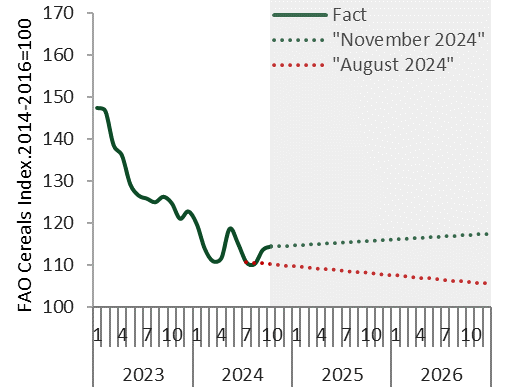 FAO Cereals Index.2014-2016=100
170
160
150
140
130
120
110
100
Fact
"November 2024"
"August 2024"
1 4 7 10 1 4 7 10 1 4 7 10 1 4 7 10
2023 2024 2025 2026